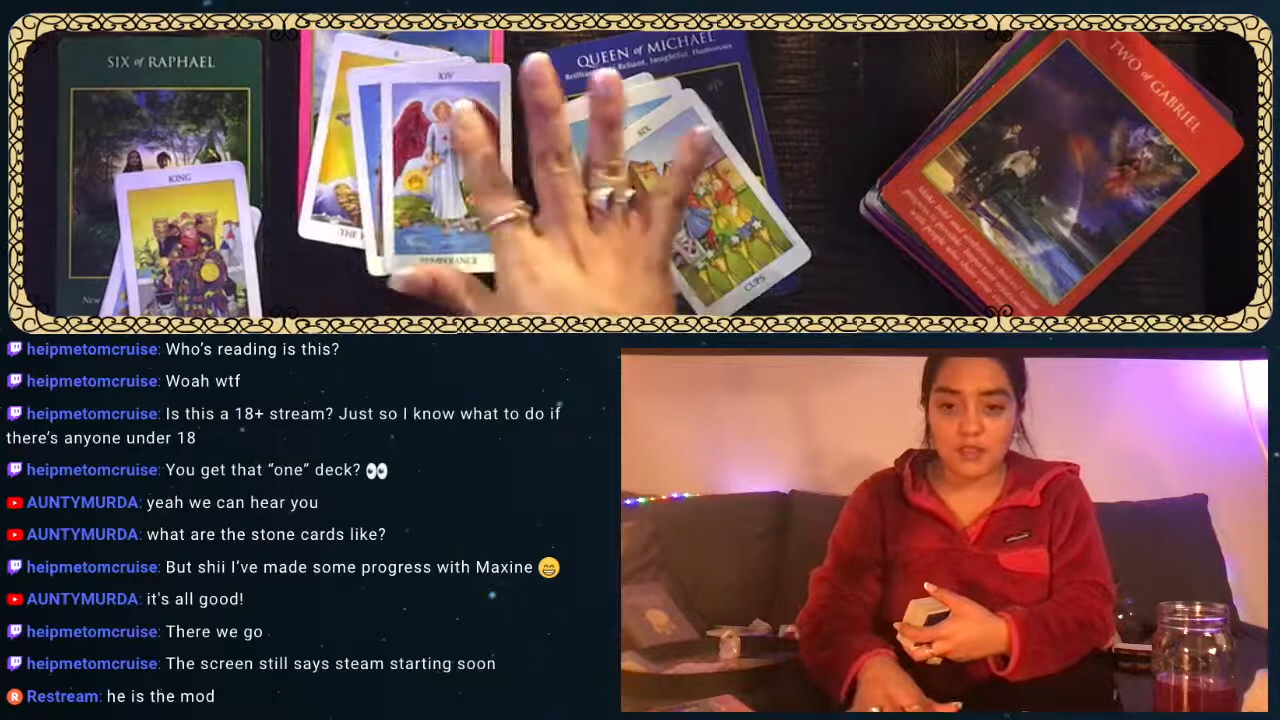 SIX of RAPHAEL
KING
XIV
TEMPERANCE
QUEEN of MICHAEL
Brilliant, Reliant, Insightful, Humorous
SIX
CUPS
TWO of GABRIEL
heipmetomcruise: Who’s reading is this?
heipmetomcruise: Woah wtf
heipmetomcruise: Is this a 18+ stream? Just so I know what to do if
there’s anyone under 18
heipmetomcruise: You get that “one” deck? 👀
AUNTYMURDA: yeah we can hear you
AUNTYMURDA: what are the stone cards like?
heipmetomcruise: But shii I’ve made some progress with Maxine 😄
AUNTYMURDA: it's all good!
heipmetomcruise: There we go
heipmetomcruise: The screen still says steam starting soon
R Restream: he is the mod